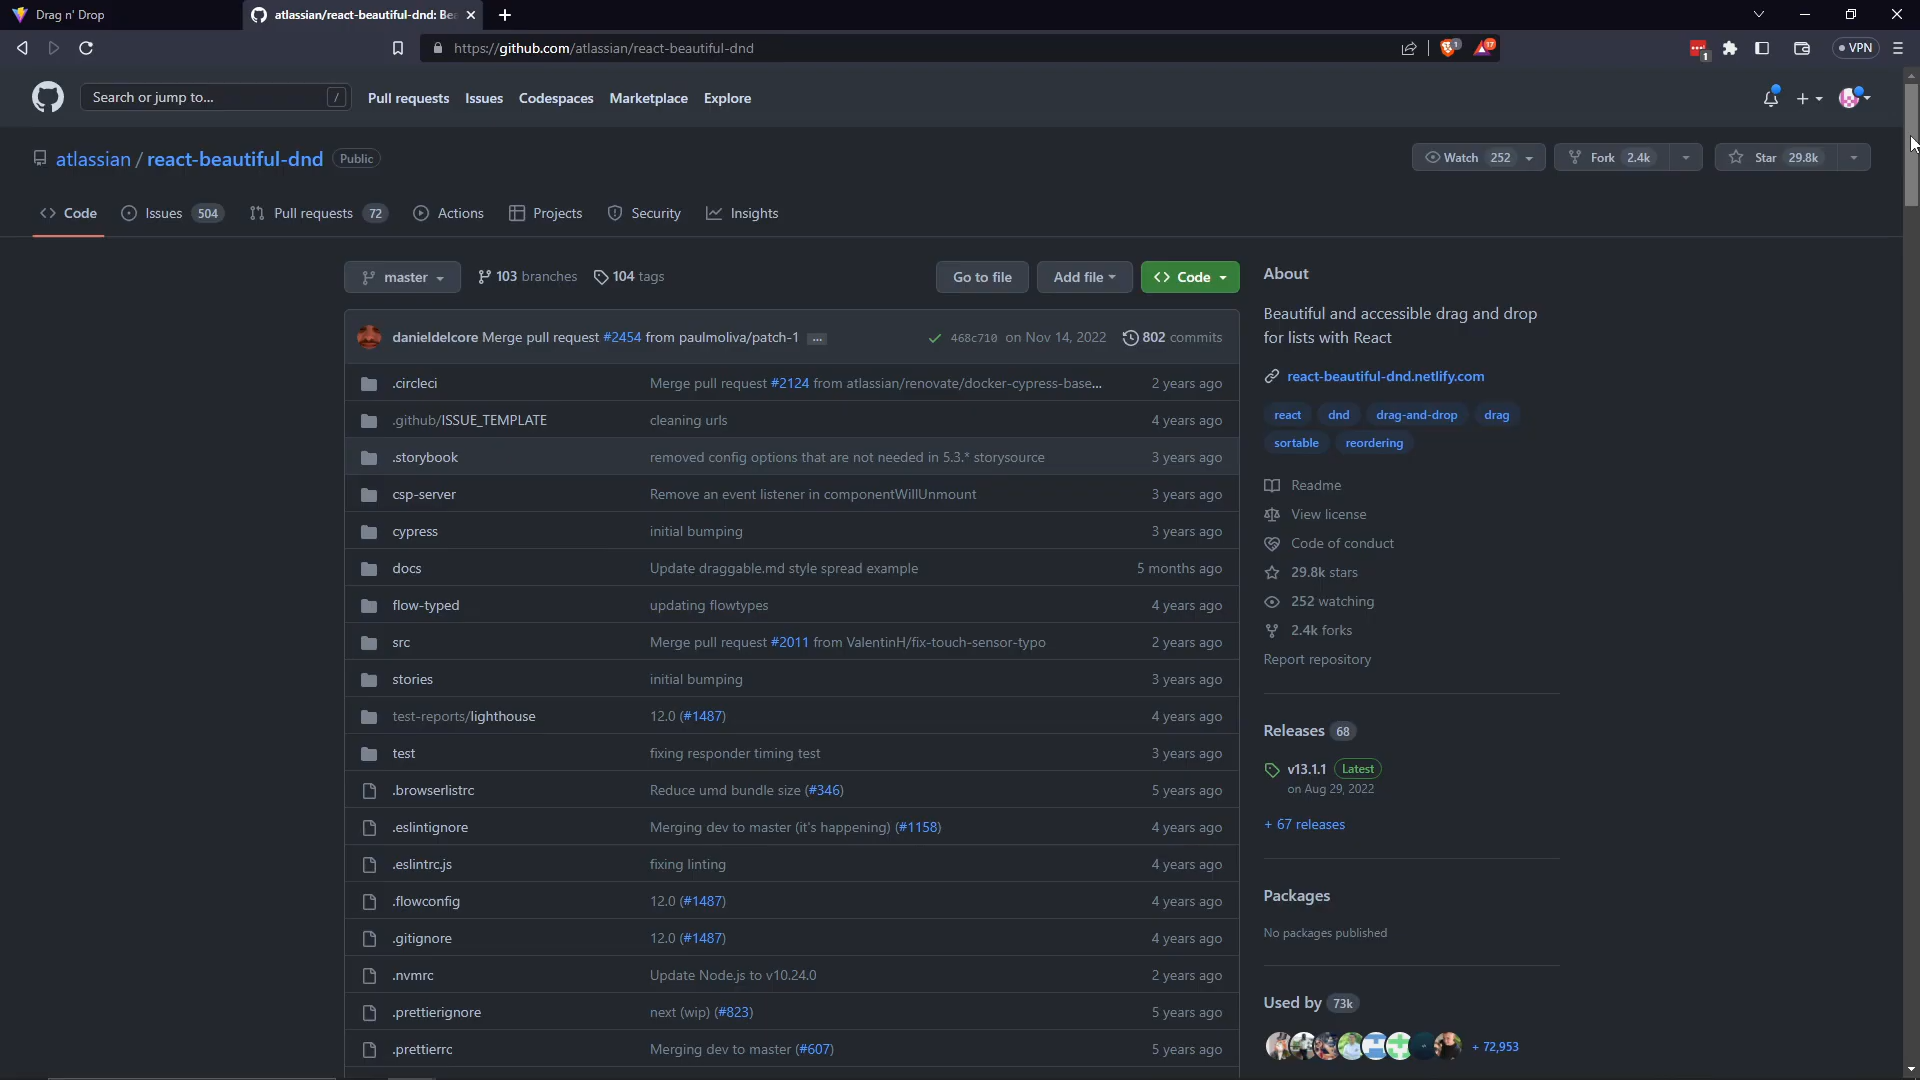 Drag n' Drop
atlassian/react-beautiful-dnd: Bea
https://github.com/atlassian/react-beautiful-dnd
1
17
1
VPN
Search or jump to...
/
Pull requests
Issues
Codespaces
Marketplace
Explore
atlassian / react-beautiful-dnd
Public
Watch 252
Fork 2.4k
Star 29.8k
Code
Issues 504
Pull requests 72
Actions
Projects
Security
Insights
master
103 branches
104 tags
Go to file
Add file
Code
danieldelcore Merge pull request #2454 from paulmoliva/patch-1 ...
468c710 on Nov 14, 2022
802 commits
.circleci Merge pull request #2124 from atlassian/renovate/docker-cypress-base... 2 years ago
.github/ISSUE_TEMPLATE cleaning urls 4 years ago
.storybook removed config options that are not needed in 5.3.* storysource 3 years ago
csp-server Remove an event listener in componentWillUnmount 3 years ago
cypress initial bumping 3 years ago
docs Update draggable.md style spread example 5 months ago
flow-typed updating flowtypes 4 years ago
src Merge pull request #2011 from ValentinH/fix-touch-sensor-typo 2 years ago
stories initial bumping 3 years ago
test-reports/lighthouse 12.0 (#1487) 4 years ago
test fixing responder timing test 3 years ago
.browserlistrc Reduce umd bundle size (#346) 5 years ago
.eslintignore Merging dev to master (it's happening) (#1158) 4 years ago
.eslintrc.js fixing linting 4 years ago
.flowconfig 12.0 (#1487) 4 years ago
.gitignore 12.0 (#1487) 4 years ago
.nvmrc Update Node.js to v10.24.0 2 years ago
.prettierignore next (wip) (#823) 5 years ago
.prettierrc Merging dev to master (#607) 5 years ago
About
Beautiful and accessible drag and drop
for lists with React
react-beautiful-dnd.netlify.com
react dnd drag-and-drop drag
sortable reordering
Readme
View license
Code of conduct
29.8k stars
252 watching
2.4k forks
Report repository
Releases 68
v13.1.1 Latest
on Aug 29, 2022
+ 67 releases
Packages
No packages published
Used by 73k
+ 72,953